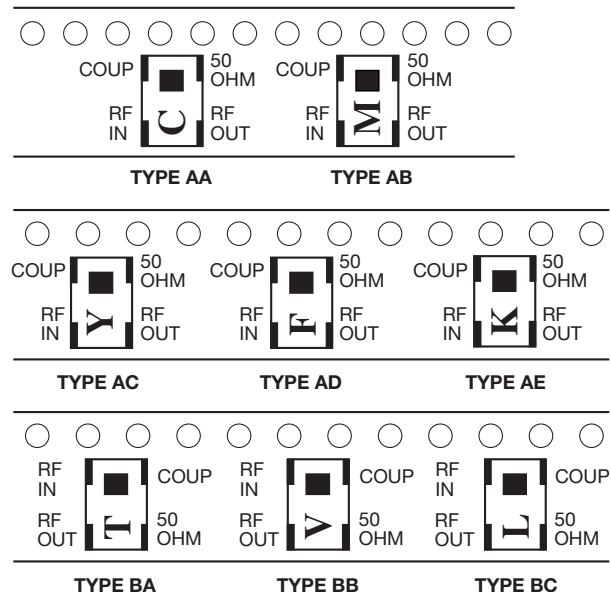 COUP 50 OHM COUP 50 OHM
C M
RF IN RF OUT RF IN RF OUT
TYPE AA TYPE AB
COUP 50 OHM COUP 50 OHM COUP 50 OHM
Y F K
RF IN RF OUT RF IN RF OUT RF IN RF OUT
TYPE AC TYPE AD TYPE AE
RF IN COUP RF IN COUP RF IN COUP
T V L
RF OUT 50 OHM RF OUT 50 OHM RF OUT 50 OHM
TYPE BA TYPE BB TYPE BC